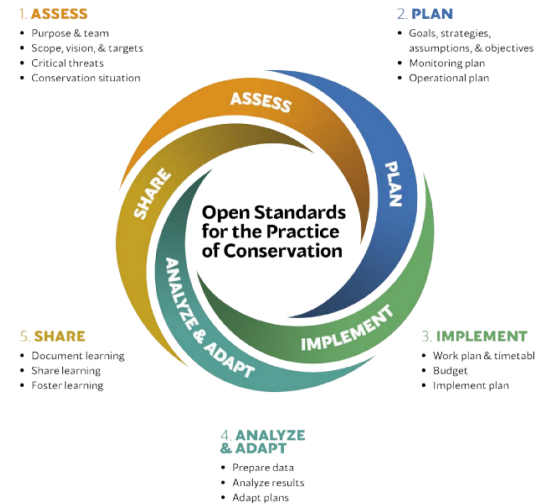 1. ASSESS
• Purpose & team
• Scope, vision, & targets
• Critical threats
• Conservation situation
2. PLAN
• Goals, strategies,
assumptions, & objectives
• Monitoring plan
• Operational plan
ASSESS
PLAN
SHARE
Open Standards
for the Practice
of Conservation
ANALYZE & ADAPT
IMPLEMENT
5. SHARE
• Document learning
• Share learning
• Foster learning
3. IMPLEMENT
• Work plan & timetabl
• Budget
• Implement plan
4. ANALYZE
& ADAPT
• Prepare data
• Analyze results
• Adapt plans